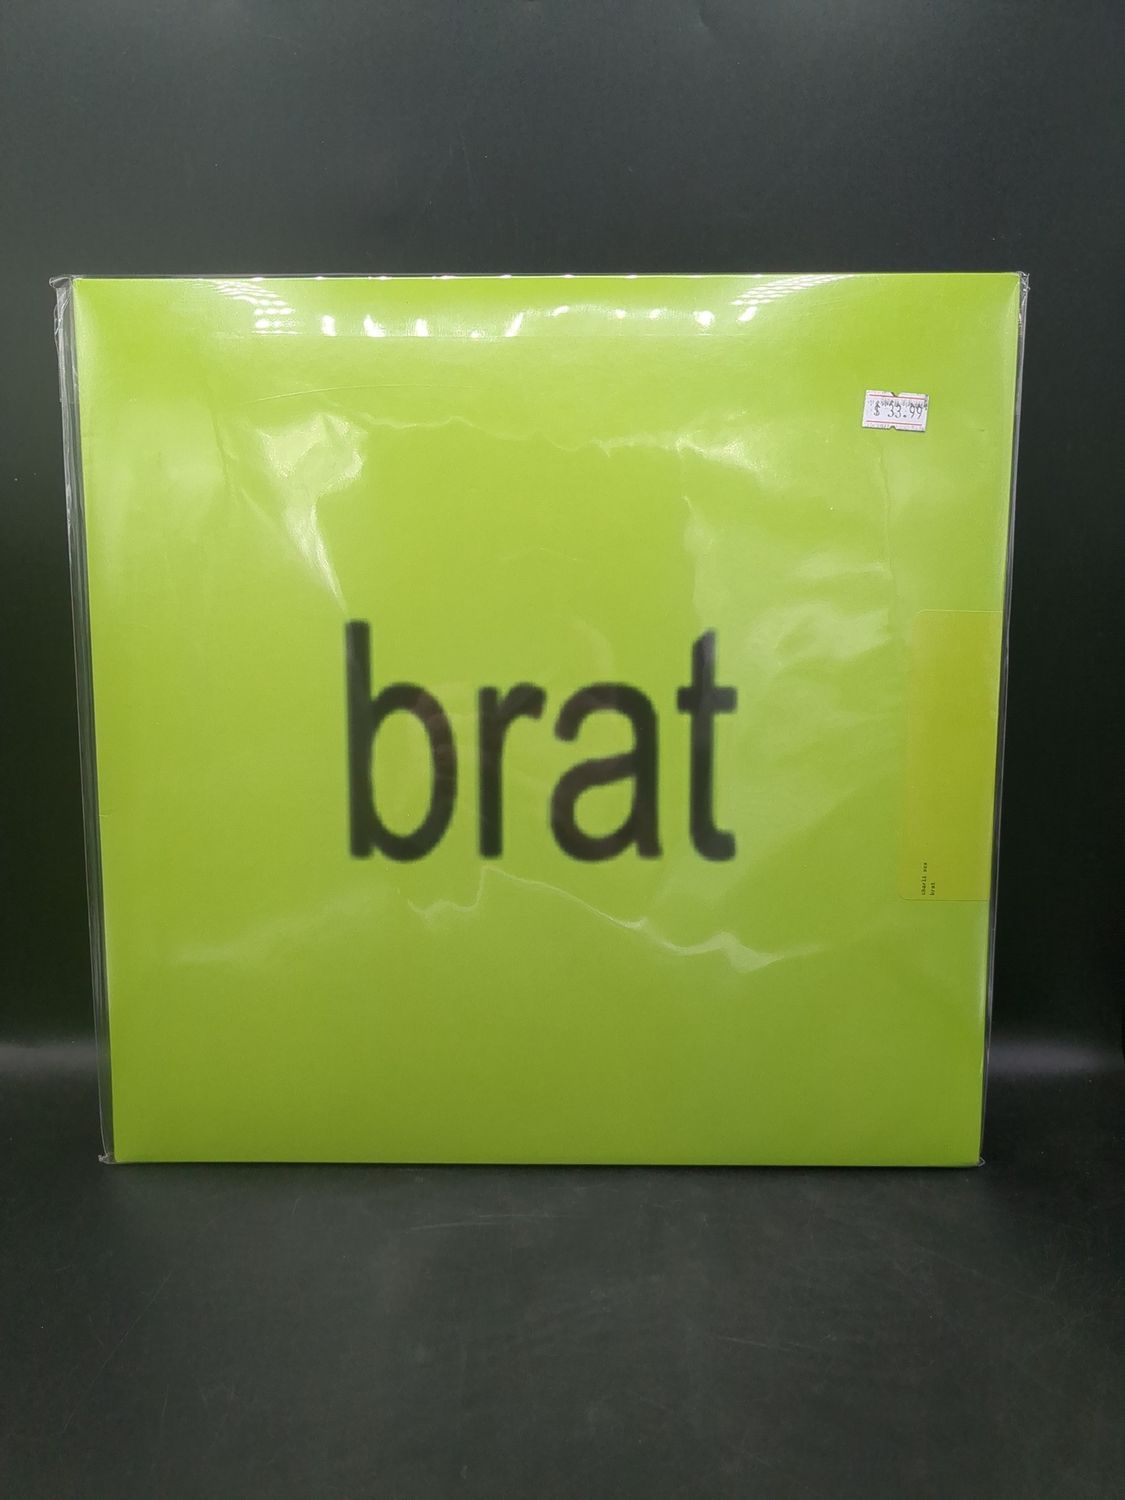 $ 33.99
brat
charli xcx
brat